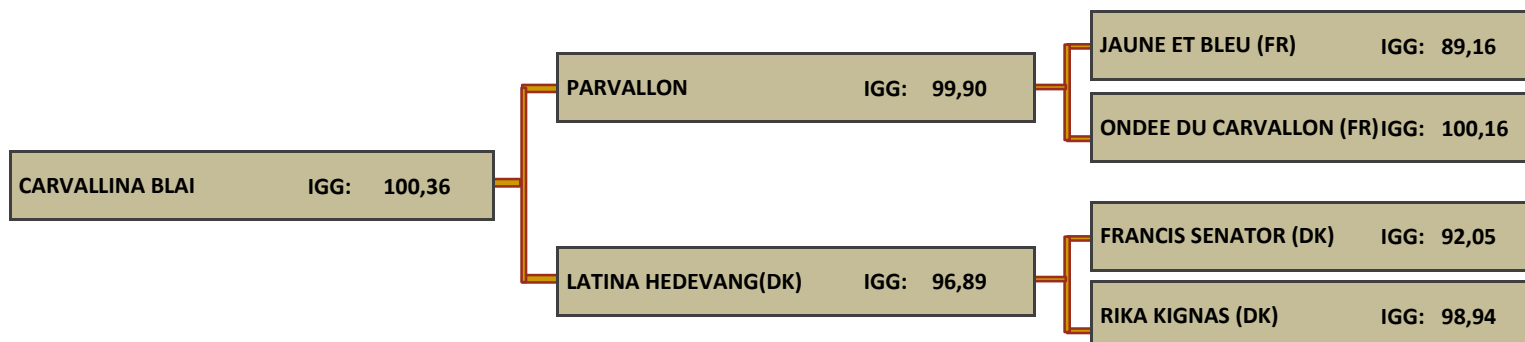 JAUNE ET BLEU (FR) IGG: 89,16
PARVALLON IGG: 99,90
ONDEE DU CARVALLON (FR) IGG: 100,16
CARVALLINA BLAI IGG: 100,36
FRANCIS SENATOR (DK) IGG: 92,05
LATINA HEDEVANG(DK) IGG: 96,89
RIKA KIGNAS (DK) IGG: 98,94